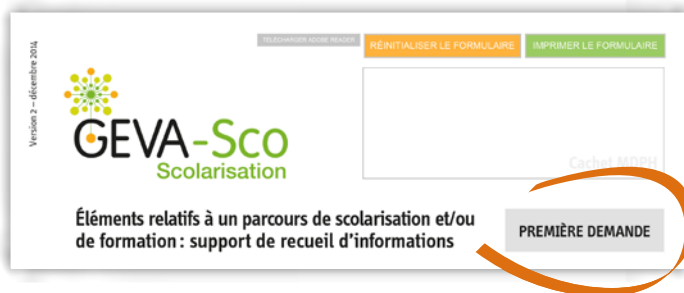 Version 2 – décembre 2014
TÉLÉCHARGER ADOBE READER
RÉINITIALISER LE FORMULAIRE
IMPRIMER LE FORMULAIRE
GEVA-Sco
Scolarisation
Cachet MDPH
Éléments relatifs à un parcours de scolarisation et/ou
de formation : support de recueil d'informations
PREMIÈRE DEMANDE